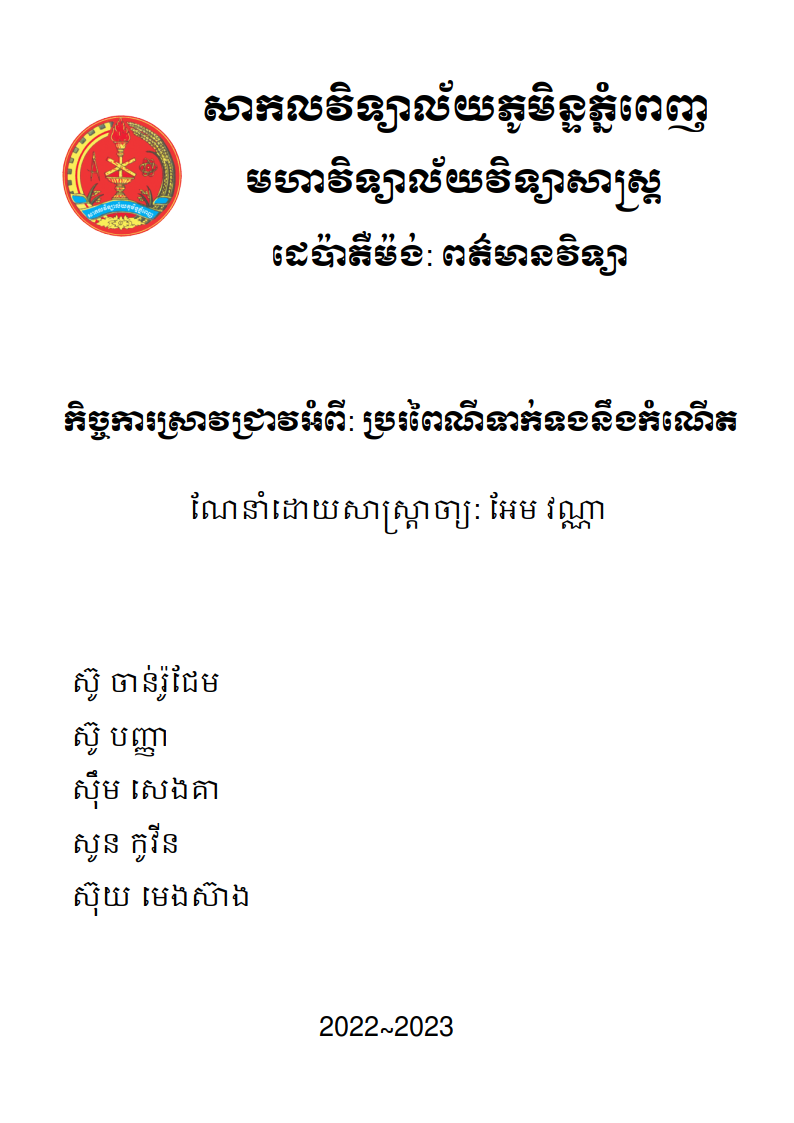 សាកលវិទ្យាល័យភូមិន្ទភ្នំពេញ
មហាវិទ្យាល័យវិទ្យាសាស្ត្រ
ដេប៉ាតឺម៉ង់: ពត៌មានវិទ្យា
កិច្ចការស្រាវជ្រាវអំពី: ប្រពៃណីទាក់ទងនឹងកំណើត
ណែនាំដោយសាស្ត្រាចារ្យ: អែម វណ្ណា
ស៊ូ ចាន់រ៉ូជែម
ស៊ូ បញ្ញា
ស៊ឹម សេងគា
សូន កូវីន
ស៊ុយ មេងស៊ាង
2022~2023